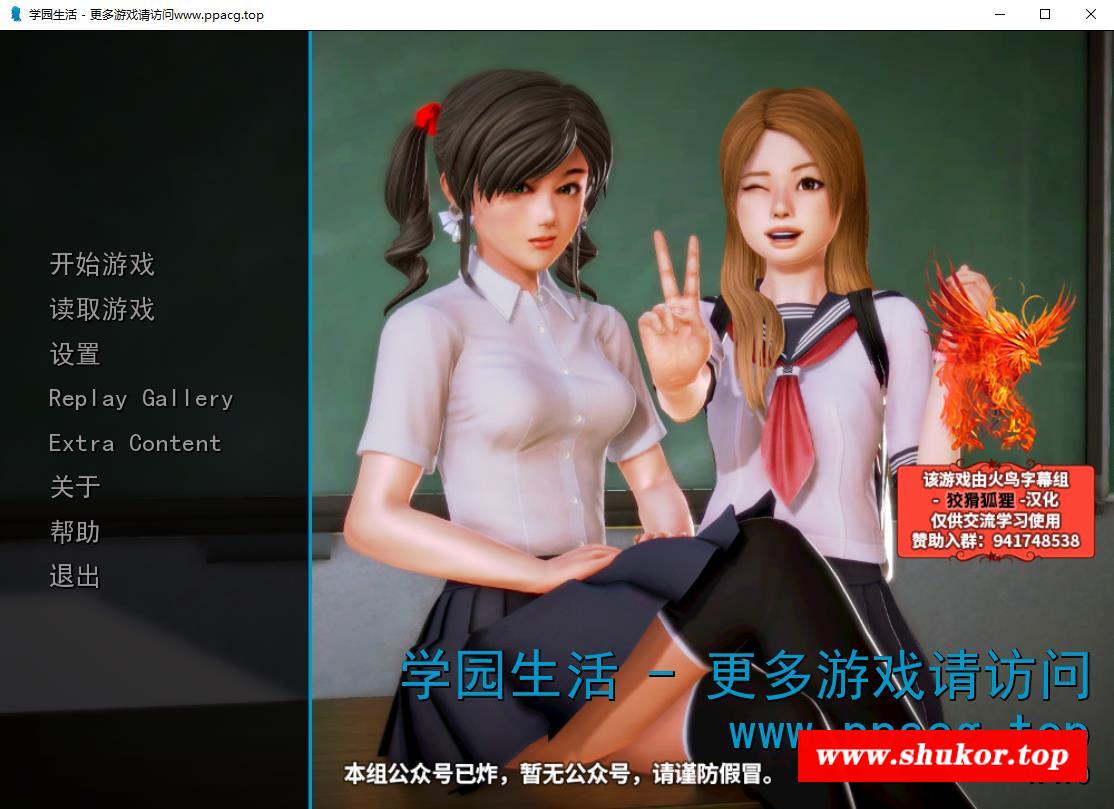 学园生活 - 更多游戏请访问www.ppacg.top
开始游戏
读取游戏
设置
Replay Gallery
Extra Content
关于
帮助
退出
该游戏由火鸟字幕组
- 狡猾狐狸 -汉化
仅供交流学习使用
赞助入群：941748538
学园生活 - 更多游戏请访问
www.ppacg.top
www.shukor.top
本组公众号已炸，暂无公众号，请谨防假冒。